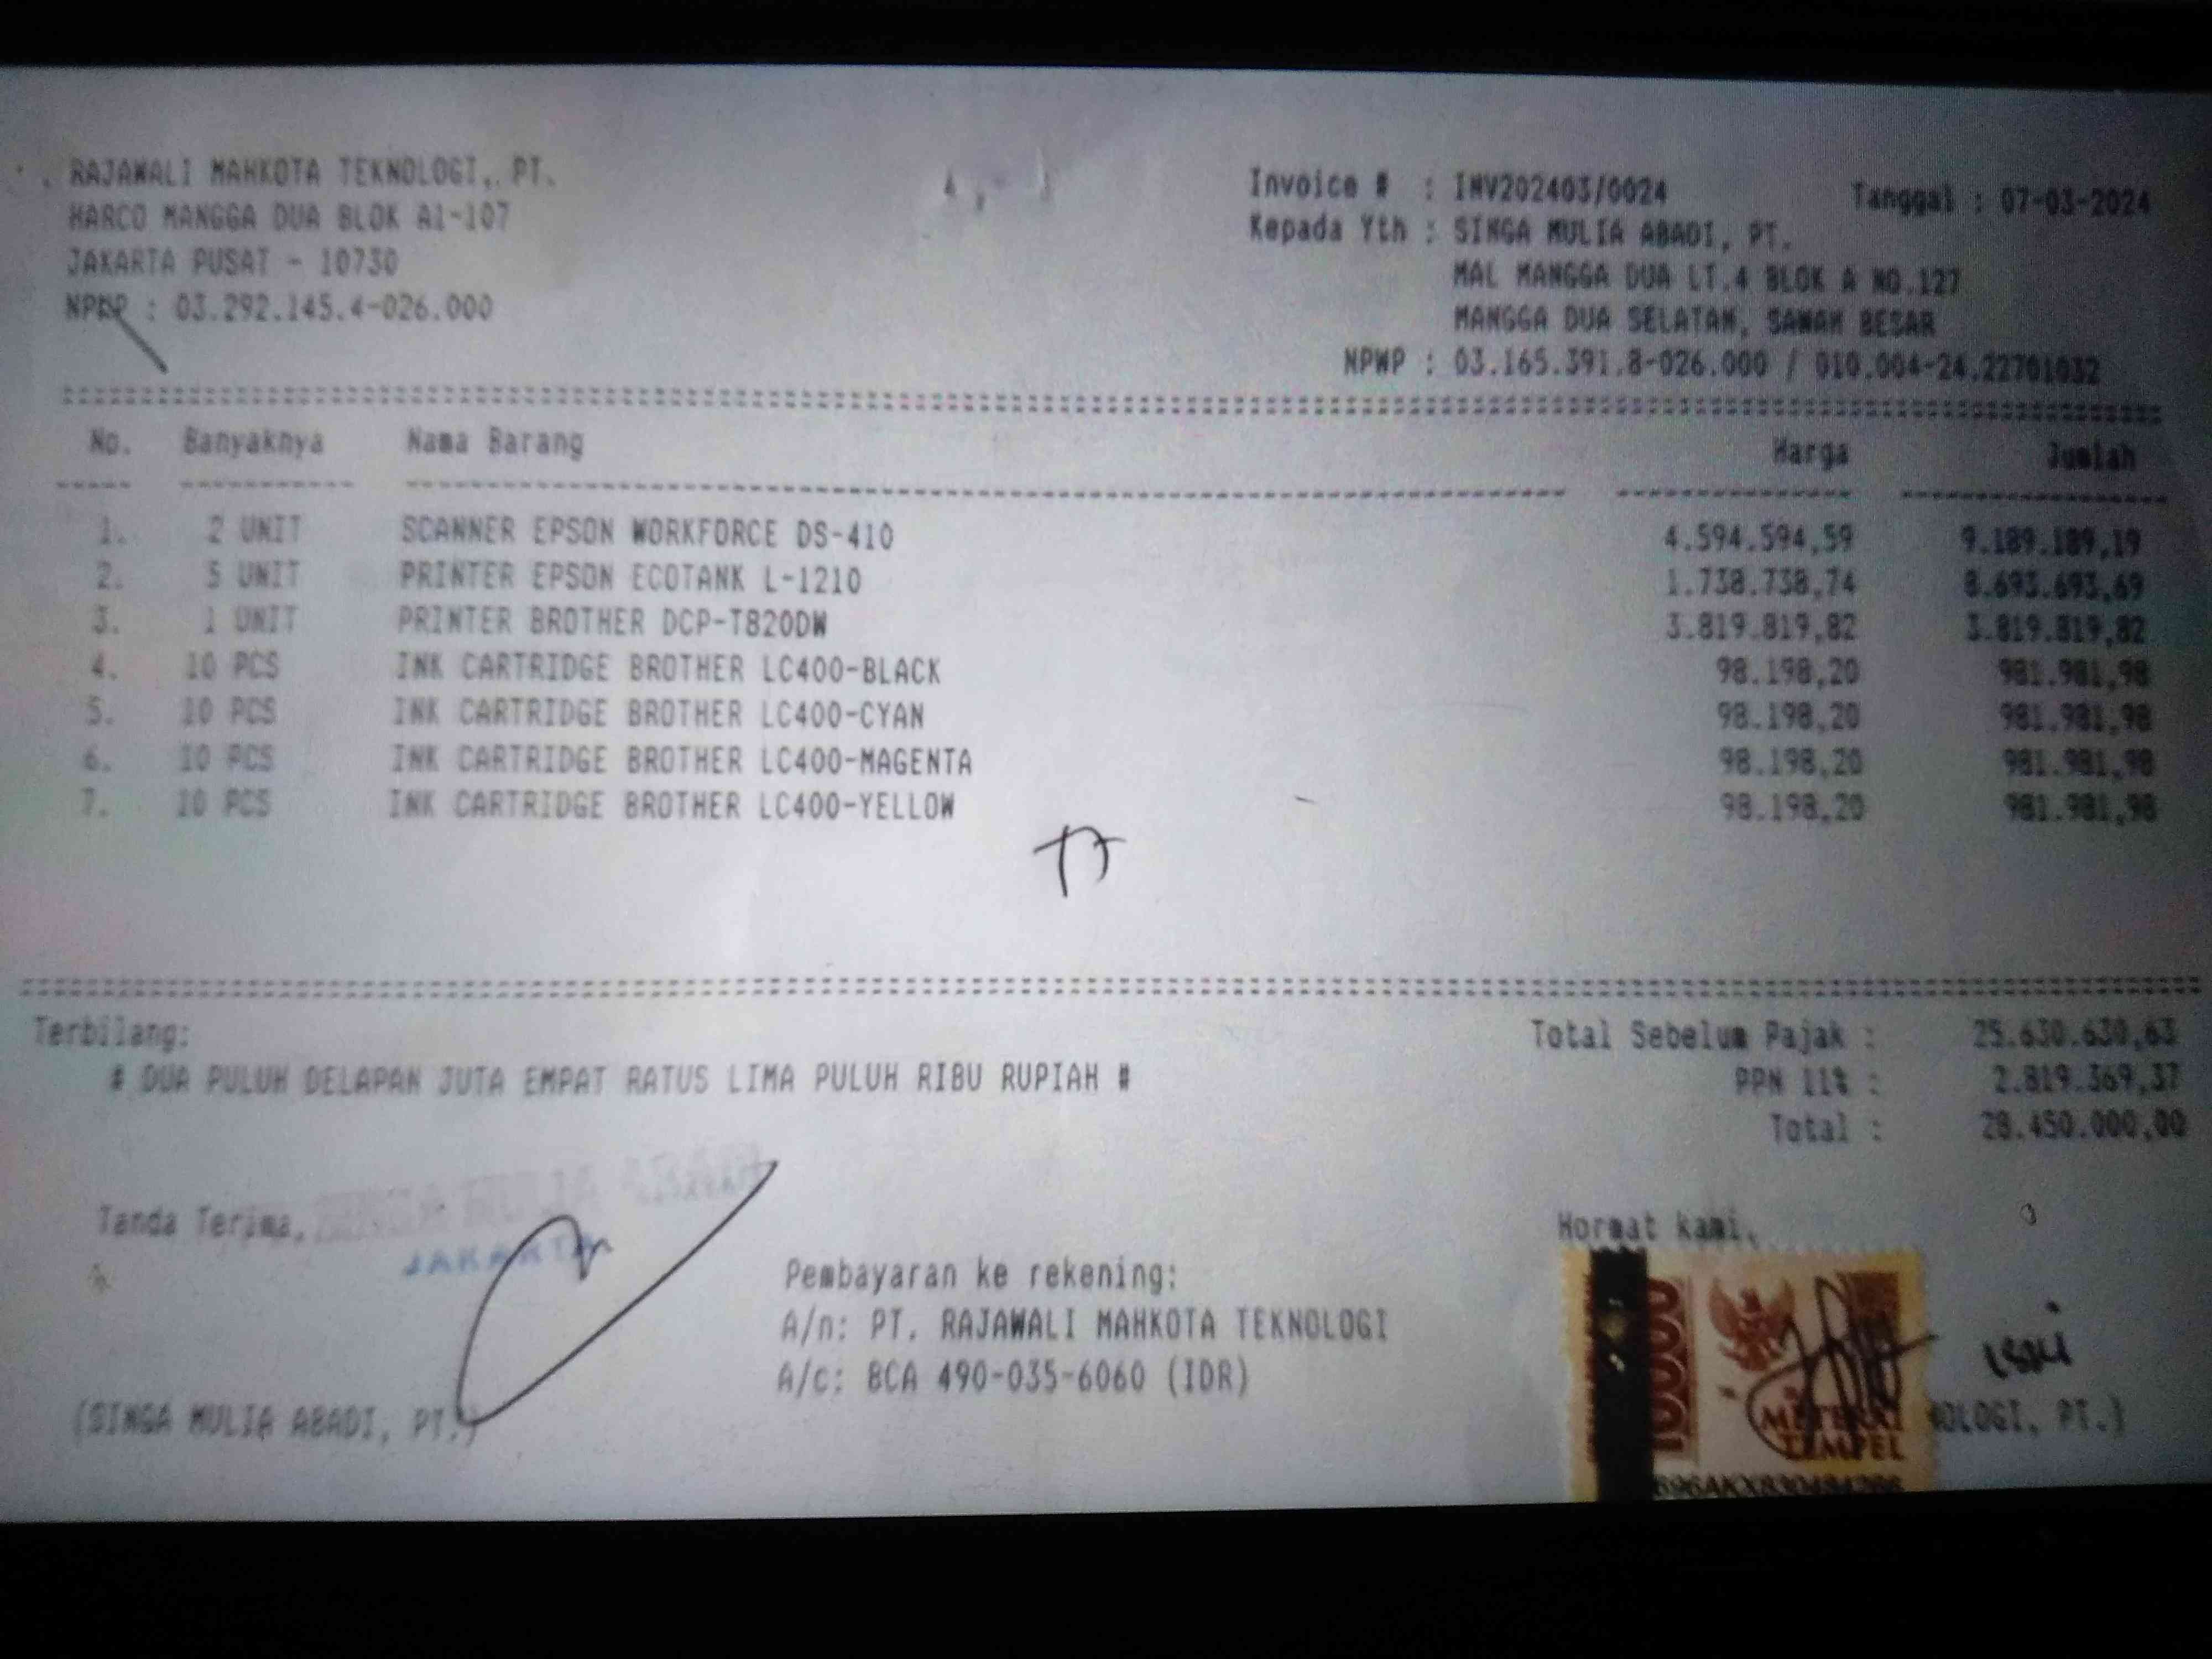 RAJAWALI MAHKOTA TEKNOLOGI, PT.
HARCO MANGGA DUA BLOK A1-107
JAKARTA PUSAT - 10730
NPWP : 03.292.145.4-026.000
Invoice # : INV202403/0024 Tanggal : 07-03-2024
Kepada Yth : SINGA MULIA ABADI, PT.
MAL MANGGA DUA LT.4 BLOK A NO.127
MANGGA DUA SELATAN, SAWAH BESAR
NPWP : 03.165.391.8-026.000 / 010.004-24.22701032
No. Banyaknya Nama Barang Harga Jumlah
1. 2 UNIT SCANNER EPSON WORKFORCE DS-410 4.594.594,59 9.189.189,19
2. 5 UNIT PRINTER EPSON ECOTANK L-1210 1.738.738,74 8.693.693,69
3. 1 UNIT PRINTER BROTHER DCP-T820DW 3.819.819,82 3.819.819,82
4. 10 PCS INK CARTRIDGE BROTHER LC400-BLACK 98.198,20 981.981,98
5. 10 PCS INK CARTRIDGE BROTHER LC400-CYAN 98.198,20 981.981,98
6. 10 PCS INK CARTRIDGE BROTHER LC400-MAGENTA 98.198,20 981.981,98
7. 10 PCS INK CARTRIDGE BROTHER LC400-YELLOW 98.198,20 981.981,98
Terbilang:
# DUA PULUH DELAPAN JUTA EMPAT RATUS LIMA PULUH RIBU RUPIAH #
Total Sebelum Pajak : 25.630.630,63
PPN 11% : 2.819.369,37
Total : 28.450.000,00
Tanda Terima,
SINGA MULIA ABADI
JAKARTA
(SINGA MULIA ABADI, PT.)
Pembayaran ke rekening:
A/n: PT. RAJAWALI MAHKOTA TEKNOLOGI
A/c: BCA 490-035-6060 (IDR)
Hormat kami,
10000
METERAI
TEMPEL
NOLOGI, PT.)